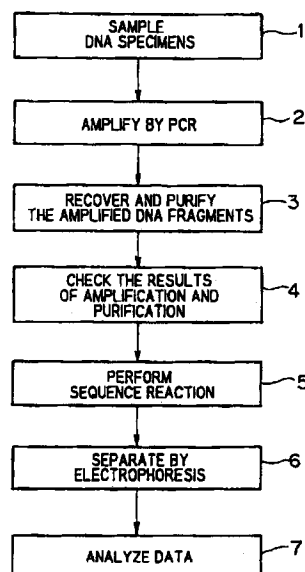 SAMPLE
DNA SPECIMENS
1
AMPLIFY BY PCR
2
RECOVER AND PURIFY
THE AMPLIFIED DNA FRAGMENTS
3
CHECK THE RESULTS
OF AMPLIFICATION AND
PURIFICATION
4
PERFORM
SEQUENCE REACTION
5
SEPARATE BY
ELECTROPHORESIS
6
ANALYZE DATA
7